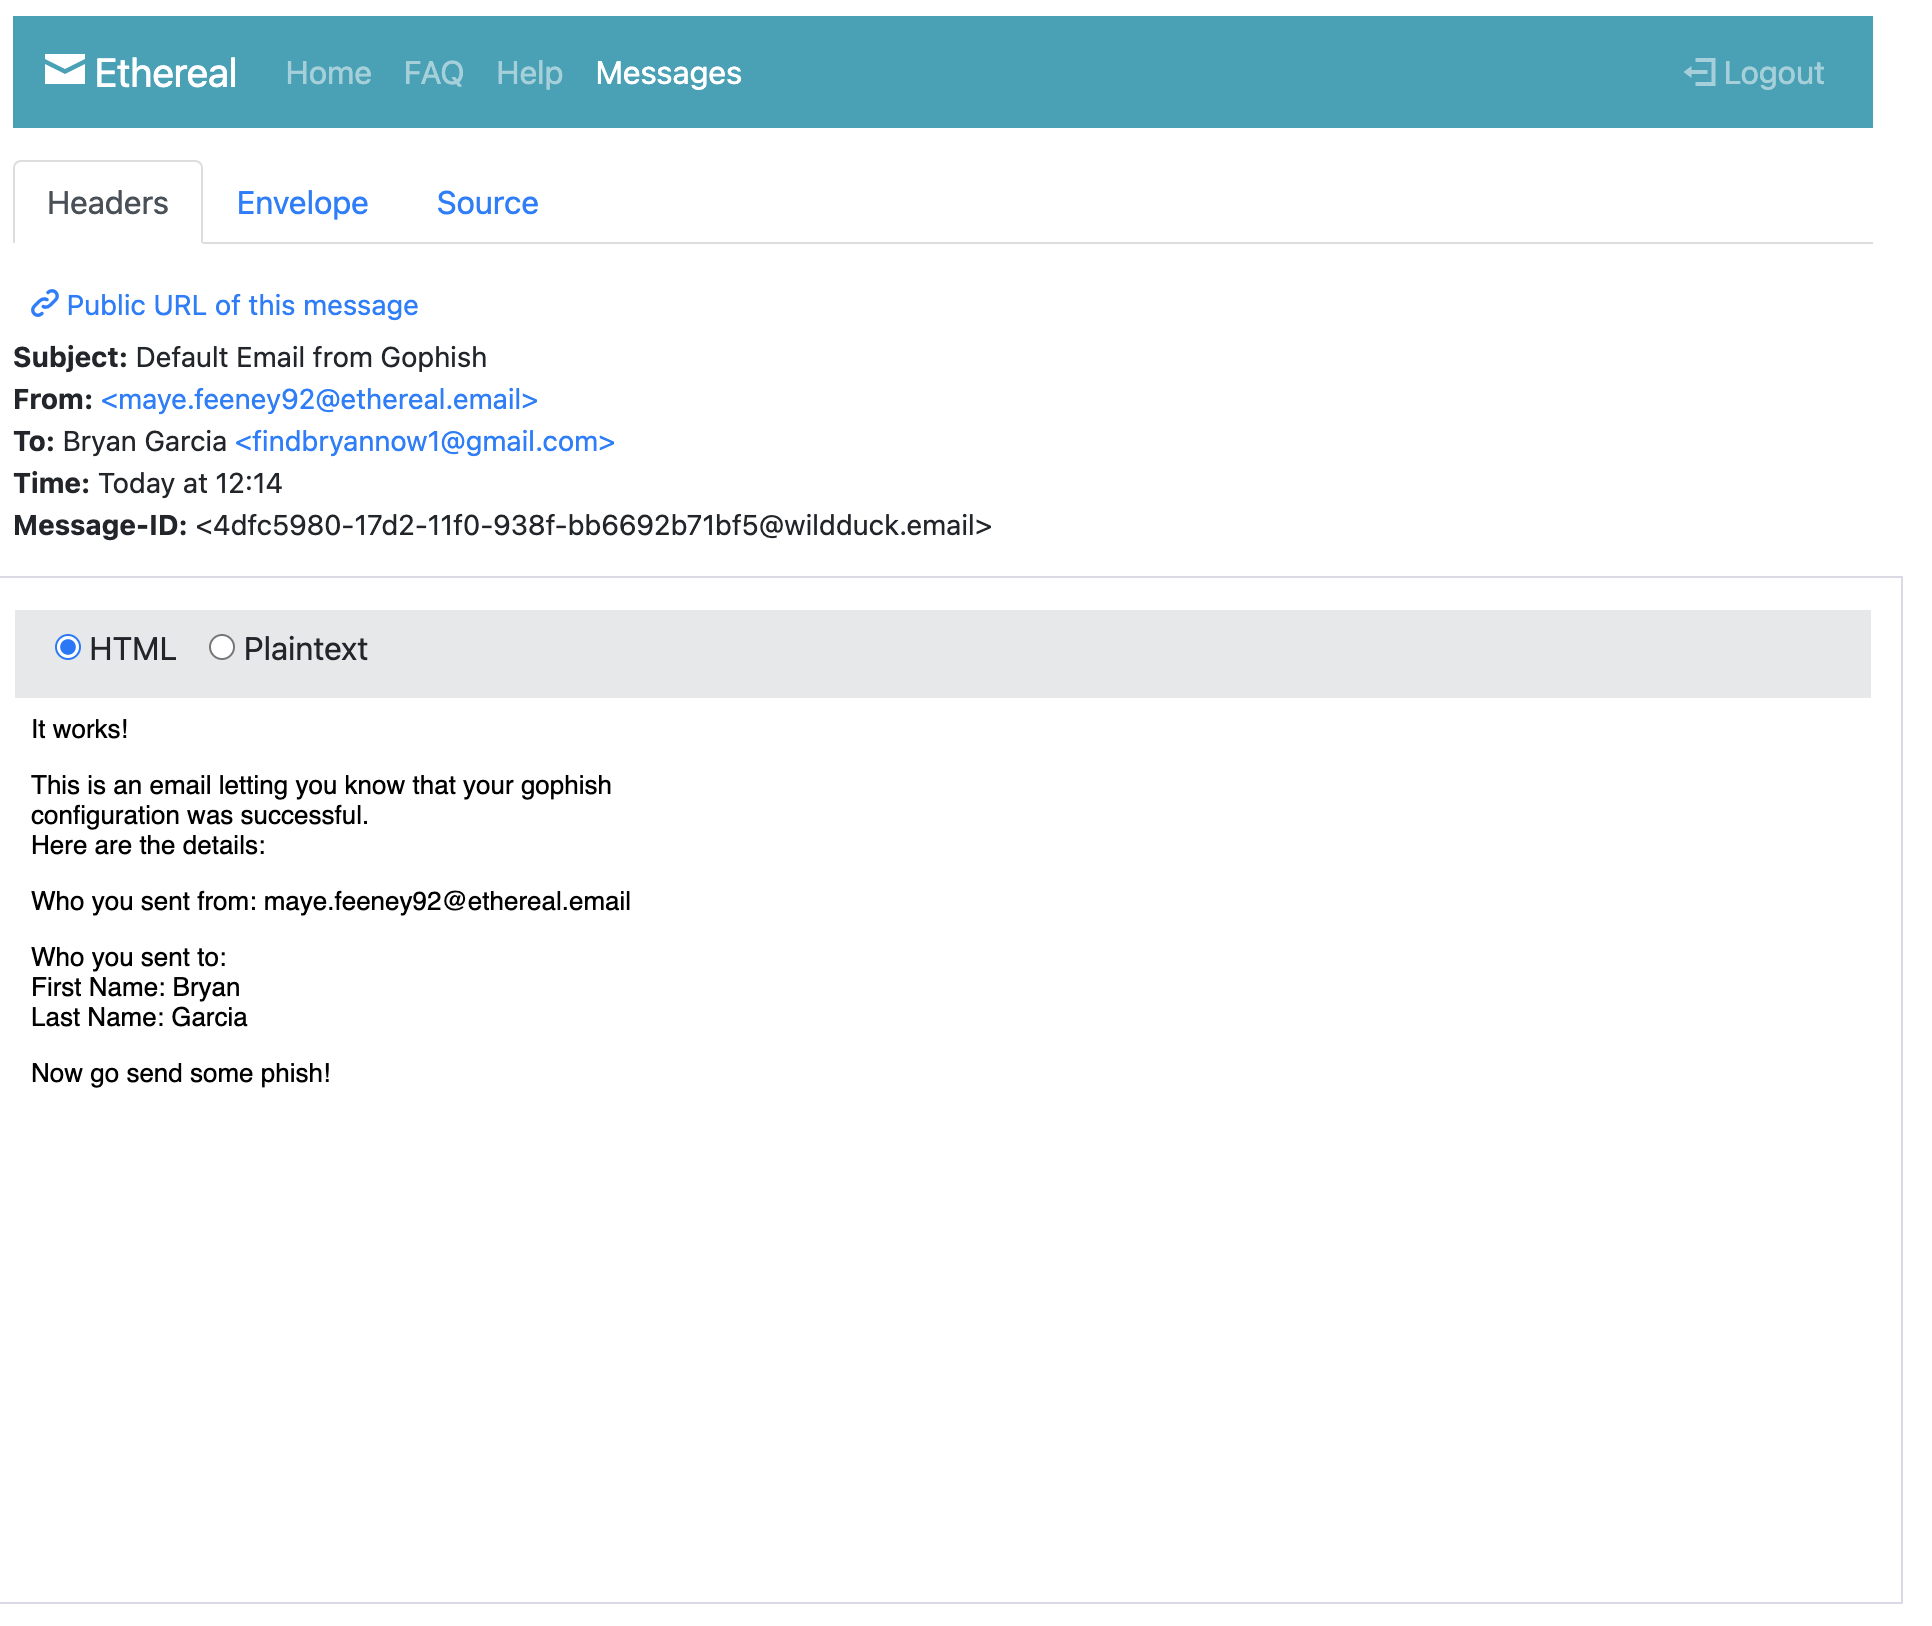 Ethereal Home FAQ Help Messages Logout
Headers Envelope Source
Public URL of this message
Subject: Default Email from Gophish
From: <maye.feeney92@ethereal.email>
To: Bryan Garcia <findbryannow1@gmail.com>
Time: Today at 12:14
Message-ID: <4dfc5980-17d2-11f0-938f-bb6692b71bf5@wildduck.email>
HTML Plaintext
It works!
This is an email letting you know that your gophish
configuration was successful.
Here are the details:
Who you sent from: maye.feeney92@ethereal.email
Who you sent to:
First Name: Bryan
Last Name: Garcia
Now go send some phish!